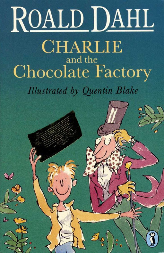 ROALD DAHL
CHARLIE
and the
Chocolate Factory
Illustrated by Quentin Blake